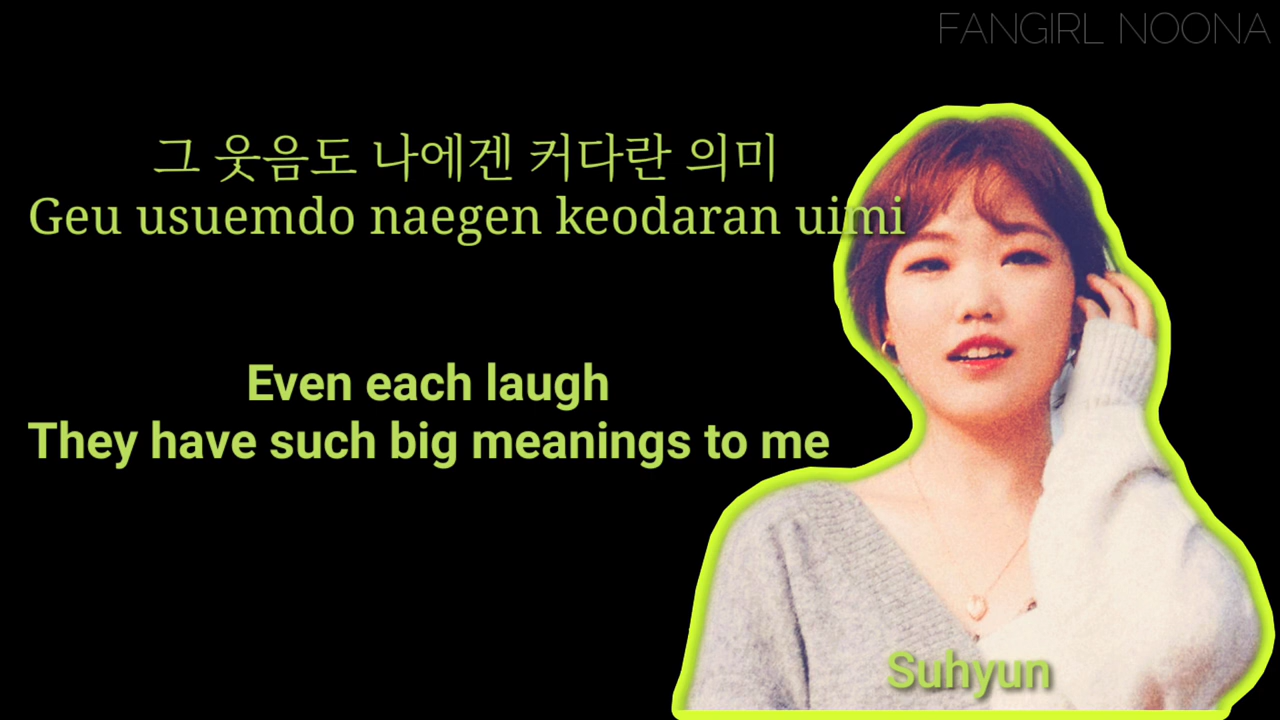 FANGIRL NOONA
그 웃음도 나에겐 커다란 의미
Geu usuemdo naegen keodaran uimi
Even each laugh
They have such big meanings to me
Suhyun